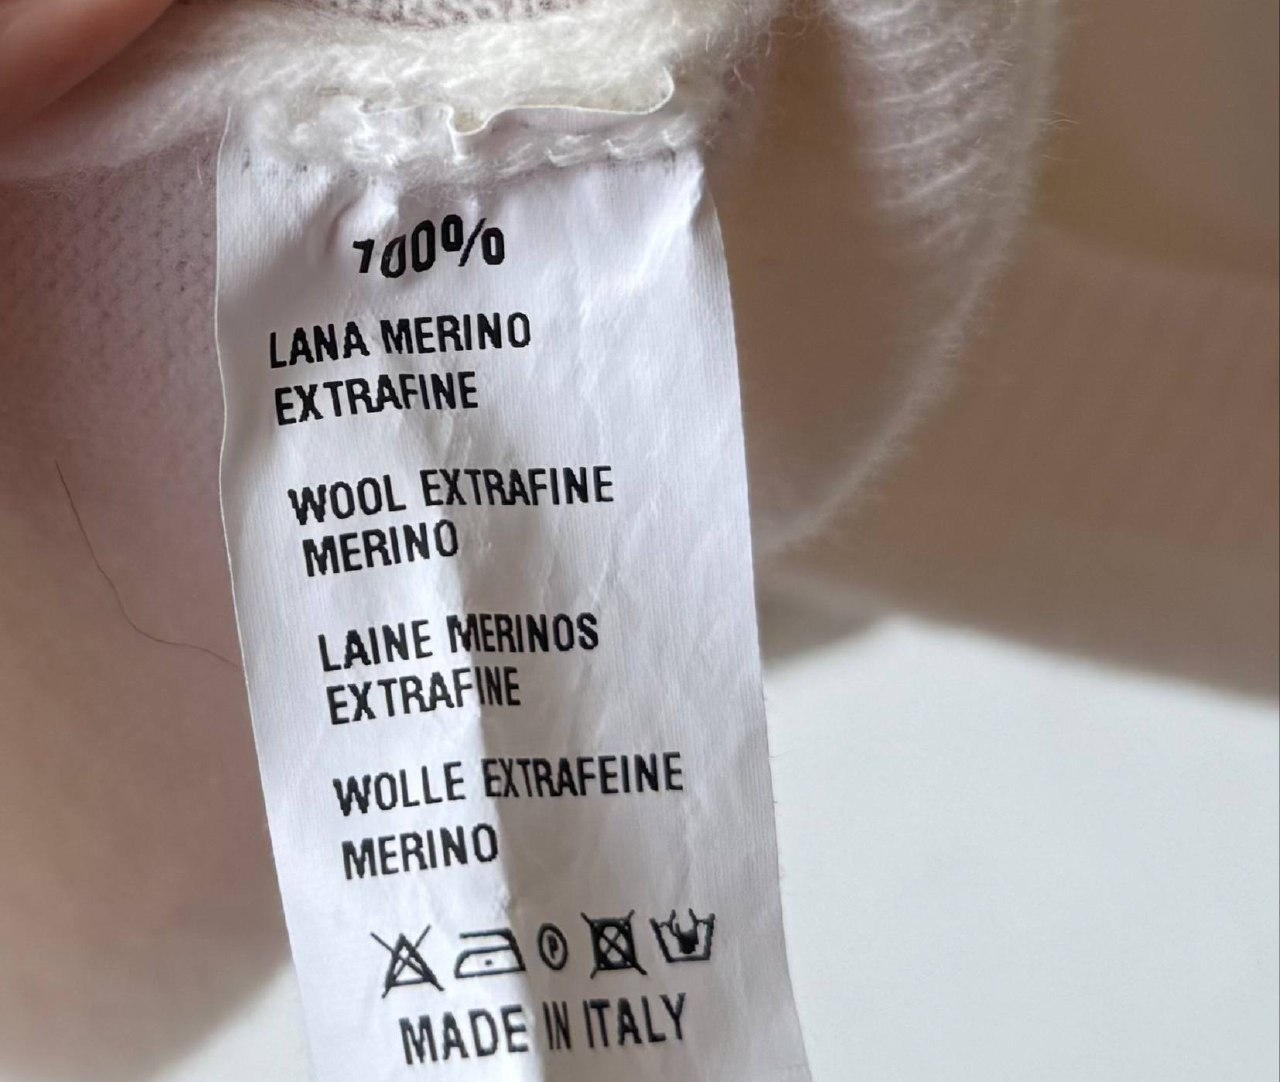 100%
LANA MERINO
EXTRAFINE
WOOL EXTRAFINE
MERINO
LAINE MERINOS
EXTRAFINE
WOLLE EXTRAFEINE
MERINO
P
MADE IN ITALY